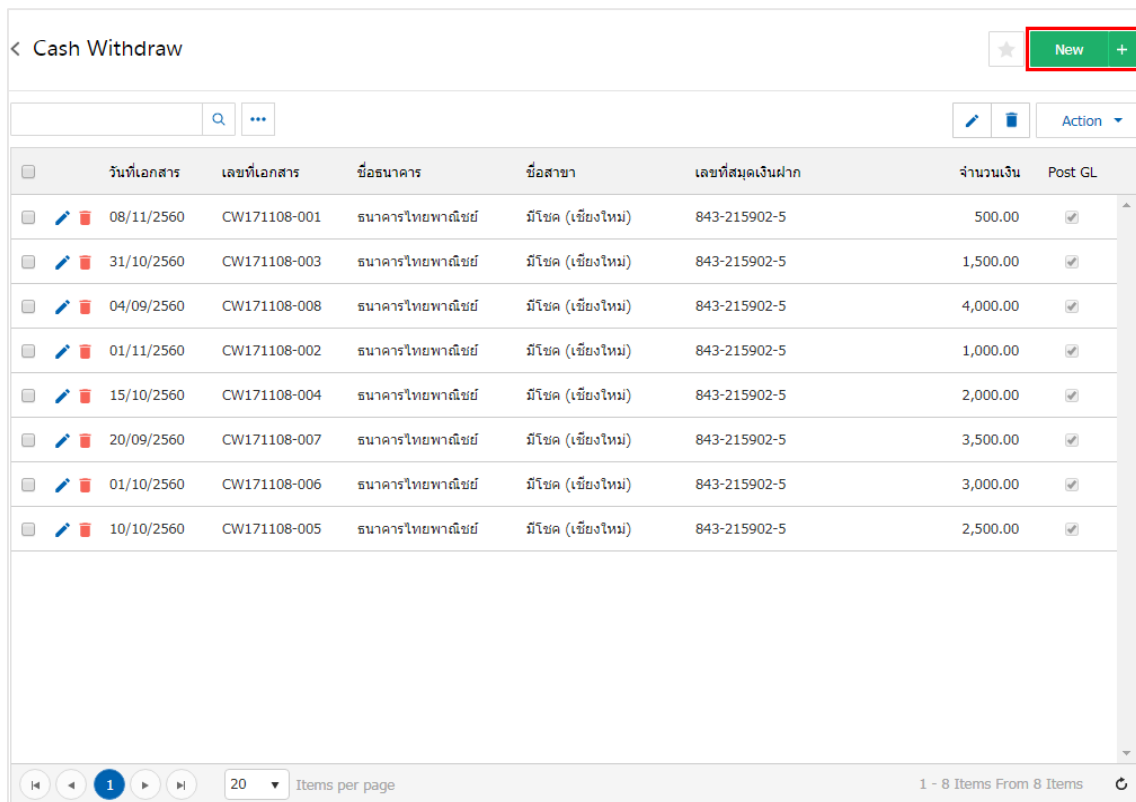 Cash Withdraw
New +
Action
วันที่เอกสาร เลขที่เอกสาร ชื่อธนาคาร ชื่อสาขา เลขที่สมุดเงินฝาก จำนวนเงิน Post GL
08/11/2560 CW171108-001 ธนาคารไทยพาณิชย์ มีโชค (เชียงใหม่) 843-215902-5 500.00
31/10/2560 CW171108-003 ธนาคารไทยพาณิชย์ มีโชค (เชียงใหม่) 843-215902-5 1,500.00
04/09/2560 CW171108-008 ธนาคารไทยพาณิชย์ มีโชค (เชียงใหม่) 843-215902-5 4,000.00
01/11/2560 CW171108-002 ธนาคารไทยพาณิชย์ มีโชค (เชียงใหม่) 843-215902-5 1,000.00
15/10/2560 CW171108-004 ธนาคารไทยพาณิชย์ มีโชค (เชียงใหม่) 843-215902-5 2,000.00
20/09/2560 CW171108-007 ธนาคารไทยพาณิชย์ มีโชค (เชียงใหม่) 843-215902-5 3,500.00
01/10/2560 CW171108-006 ธนาคารไทยพาณิชย์ มีโชค (เชียงใหม่) 843-215902-5 3,000.00
10/10/2560 CW171108-005 ธนาคารไทยพาณิชย์ มีโชค (เชียงใหม่) 843-215902-5 2,500.00
1 20 Items per page 1 - 8 Items From 8 Items